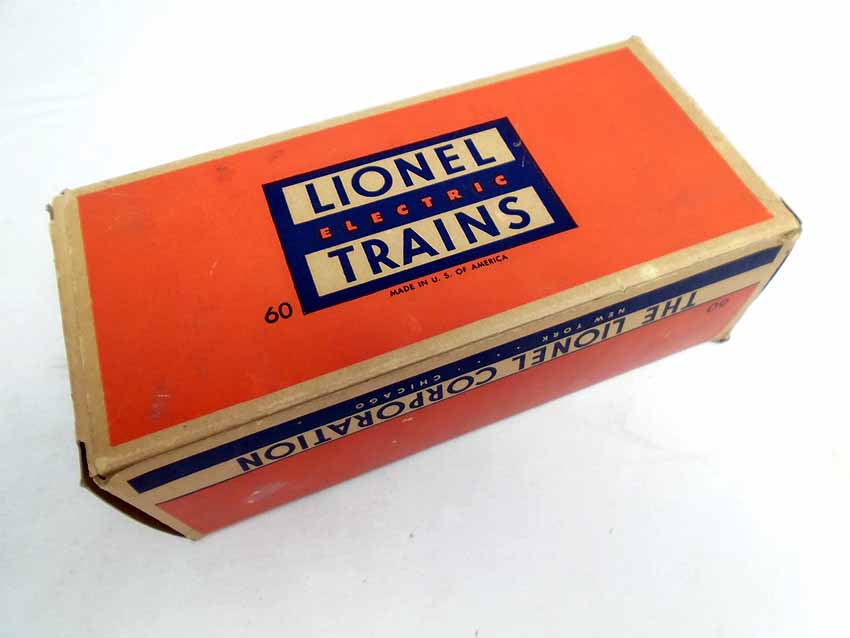 LIONEL
ELECTRIC
TRAINS
MADE IN U. S. OF AMERICA
60
60
THE LIONEL CORPORATION
NEW YORK . . . . . CHICAGO